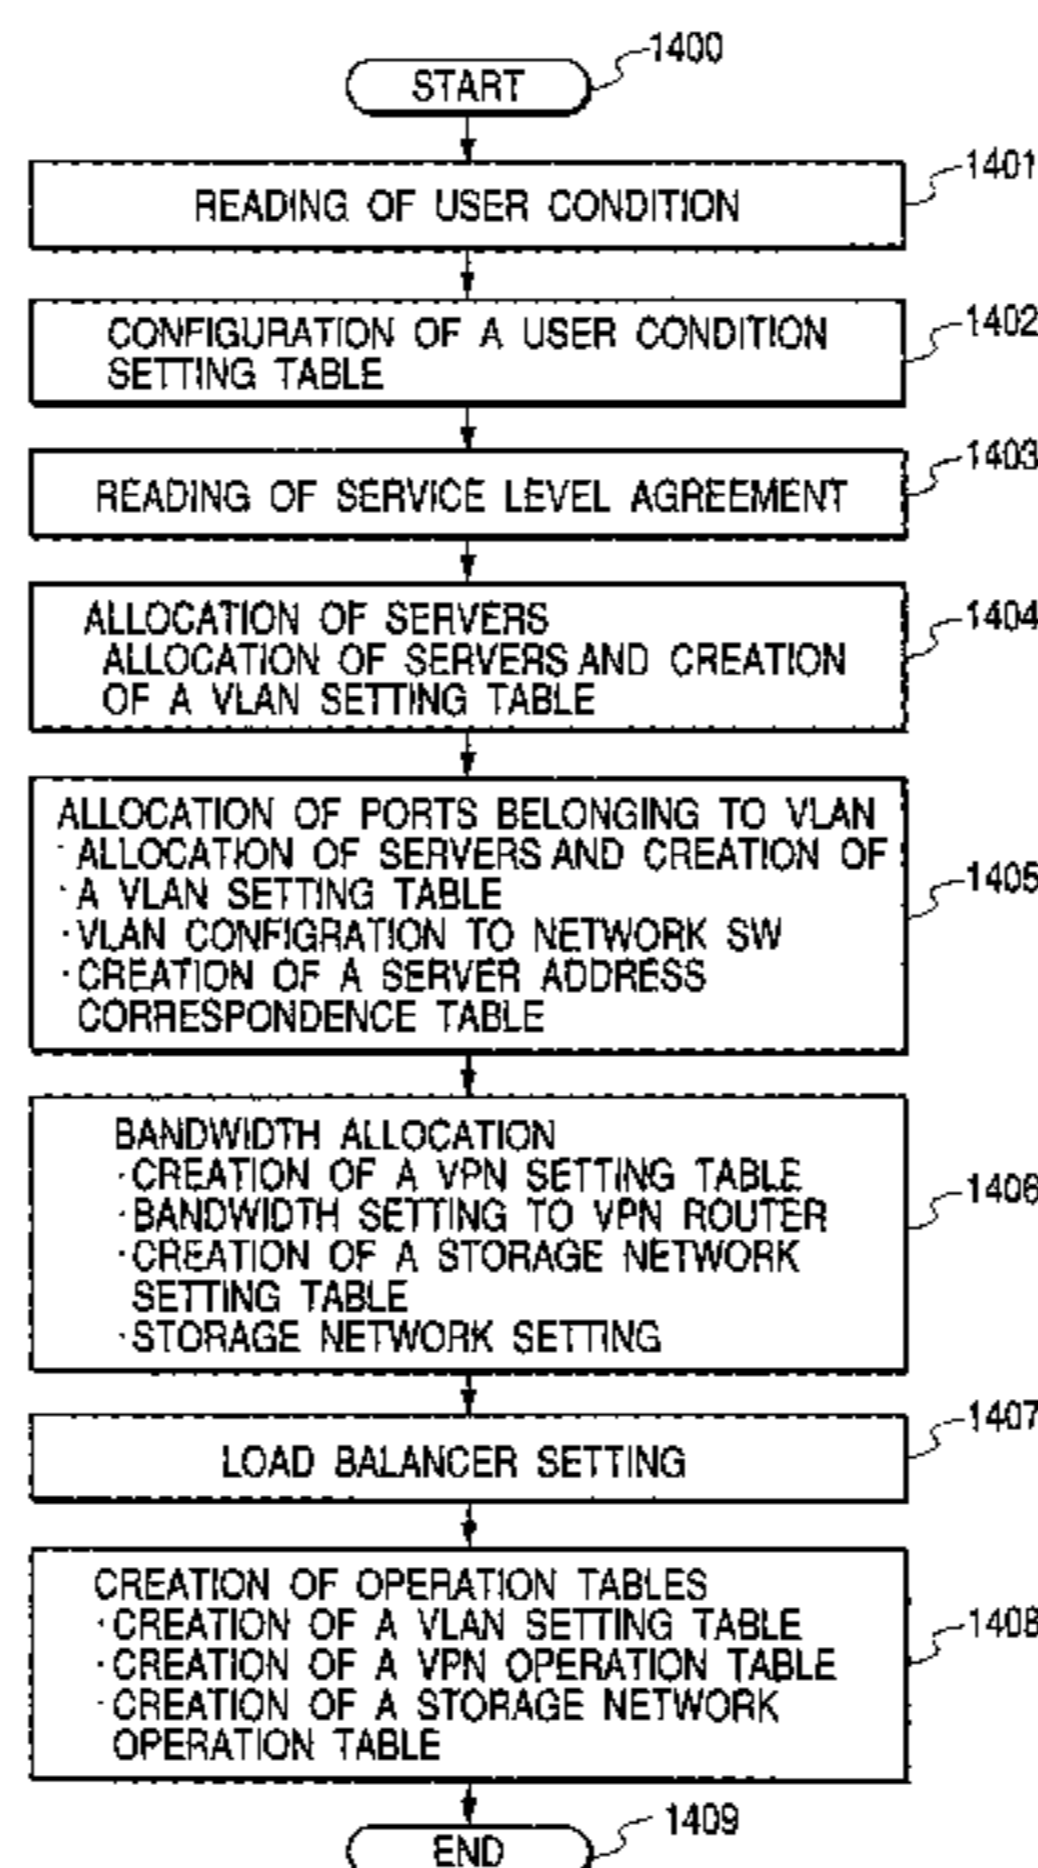 START
1400
READING OF USER CONDITION
1401
CONFIGURATION OF A USER CONDITION
SETTING TABLE
1402
READING OF SERVICE LEVEL AGREEMENT
1403
ALLOCATION OF SERVERS
ALLOCATION OF SERVERS AND CREATION
OF A VLAN SETTING TABLE
1404
ALLOCATION OF PORTS BELONGING TO VLAN
· ALLOCATION OF SERVERS AND CREATION OF
· A VLAN SETTING TABLE
· VLAN CONFIGRATION TO NETWORK SW
· CREATION OF A SERVER ADDRESS
CORRESPONDENCE TABLE
1405
BANDWIDTH ALLOCATION
· CREATION OF A VPN SETTING TABLE
· BANDWIDTH SETTING TO VPN ROUTER
· CREATION OF A STORAGE NETWORK
SETTING TABLE
· STORAGE NETWORK SETTING
1406
LOAD BALANCER SETTING
1407
CREATION OF OPERATION TABLES
· CREATION OF A VLAN SETTING TABLE
· CREATION OF A VPN OPERATION TABLE
· CREATION OF A STORAGE NETWORK
OPERATION TABLE
1408
END
1409